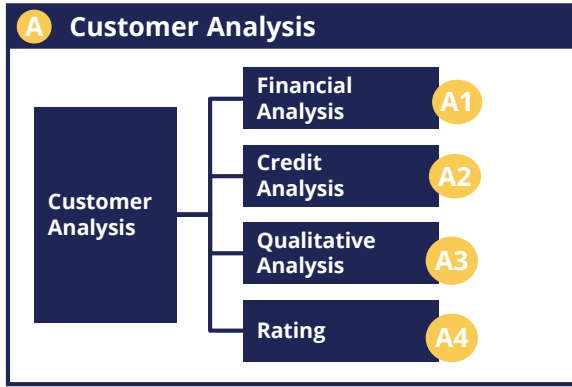 A Customer Analysis
Customer
Analysis
Financial
Analysis
A1
Credit
Analysis
A2
Qualitative
Analysis
A3
Rating
A4